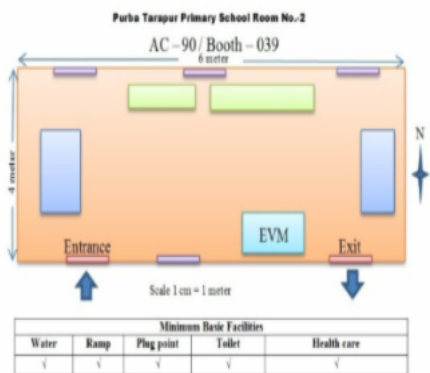 Purba Tarapur Primary School Room No.-2
AC – 90 / Booth – 039
6 meter
4 meter
N
EVM
Entrance
Exit
Scale 1 cm = 1 meter
Minimum Basic Facilities
Water Ramp Plug point Toilet Health care
√ √ √ √ √